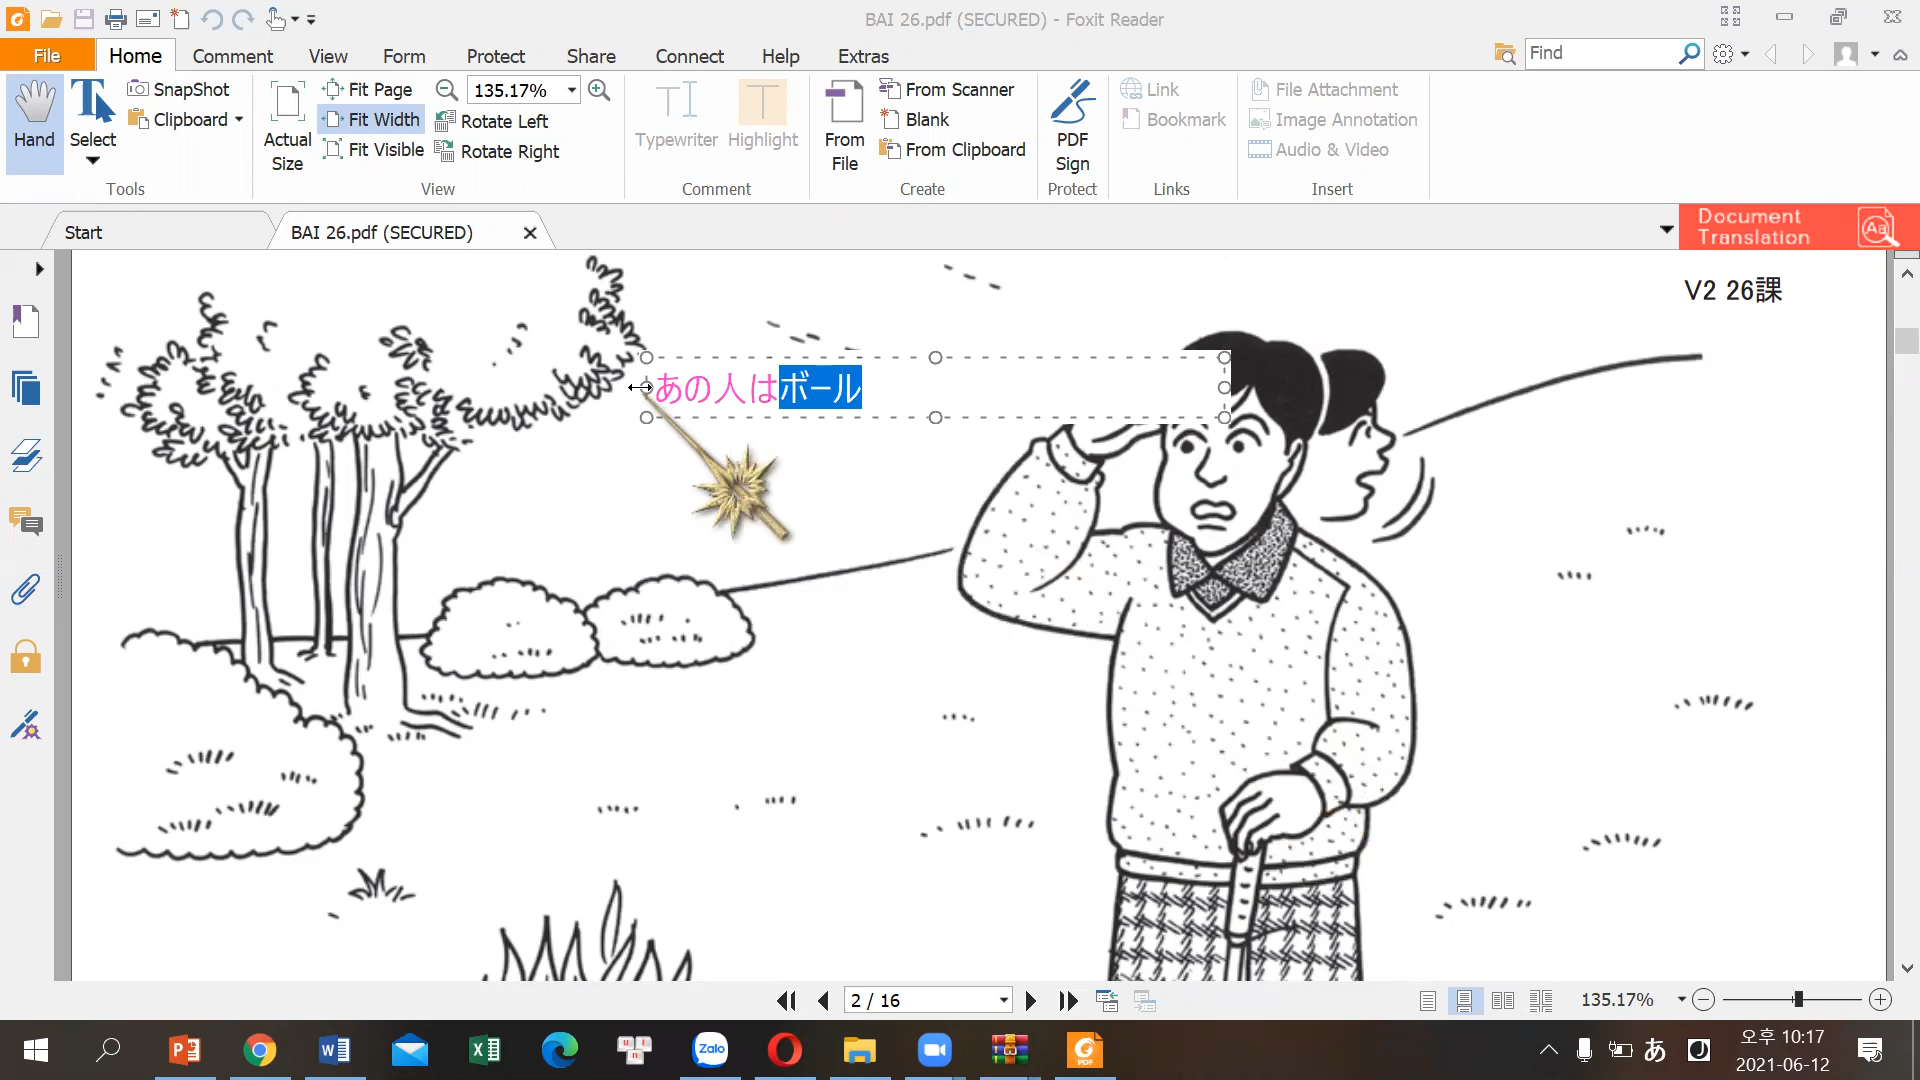 BAI 26.pdf (SECURED) - Foxit Reader
File Home Comment View Form Protect Share Connect Help Extras
Find
Hand
Select
SnapShot
Clipboard
Tools
Actual Size
Fit Page
Fit Width
Fit Visible
135.17%
Rotate Left
Rotate Right
View
Typewriter
Highlight
Comment
From File
From Scanner
Blank
From Clipboard
Create
PDF Sign
Protect
Link
Bookmark
Links
File Attachment
Image Annotation
Audio & Video
Insert
Start
BAI 26.pdf (SECURED)
Document Translation
V2 26課
あの人はボール
2 / 16
135.17%
Zalo
PDF
あ
오후 10:17
2021-06-12